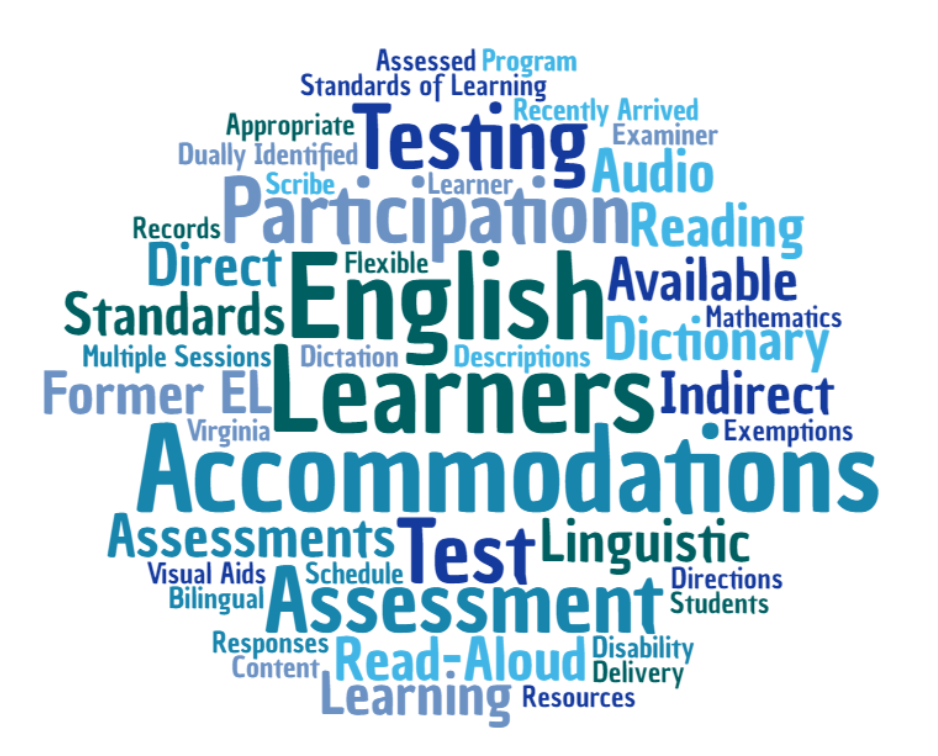 Assessed Program
Standards of Learning
Recently Arrived
Appropriate Testing Examiner
Dually Identified Audio
Scribe Learner
Participation Reading
Records
Direct Flexible Available
English
Standards Mathematics
Dictionary
Multiple Sessions Dictation Descriptions
Former EL Learners Indirect
Virginia Exemptions
Accommodations
Assessments Test Linguistic
Visual Aids Schedule Directions
Bilingual Assessment Students
Responses Disability
Content Read-Aloud Delivery
Learning Resources